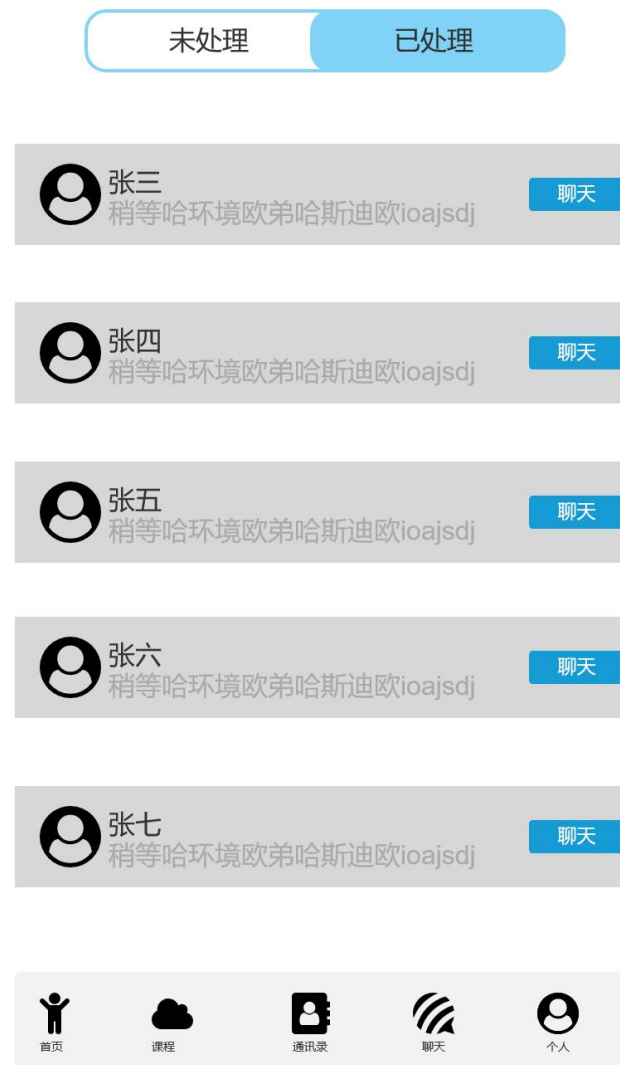 未处理 已处理
张三
稍等哈环境欧弟哈斯迪欧ioajsdj
聊天
张四
稍等哈环境欧弟哈斯迪欧ioajsdj
聊天
张五
稍等哈环境欧弟哈斯迪欧ioajsdj
聊天
张六
稍等哈环境欧弟哈斯迪欧ioajsdj
聊天
张七
稍等哈环境欧弟哈斯迪欧ioajsdj
聊天
首页 课程 通讯录 聊天 个人